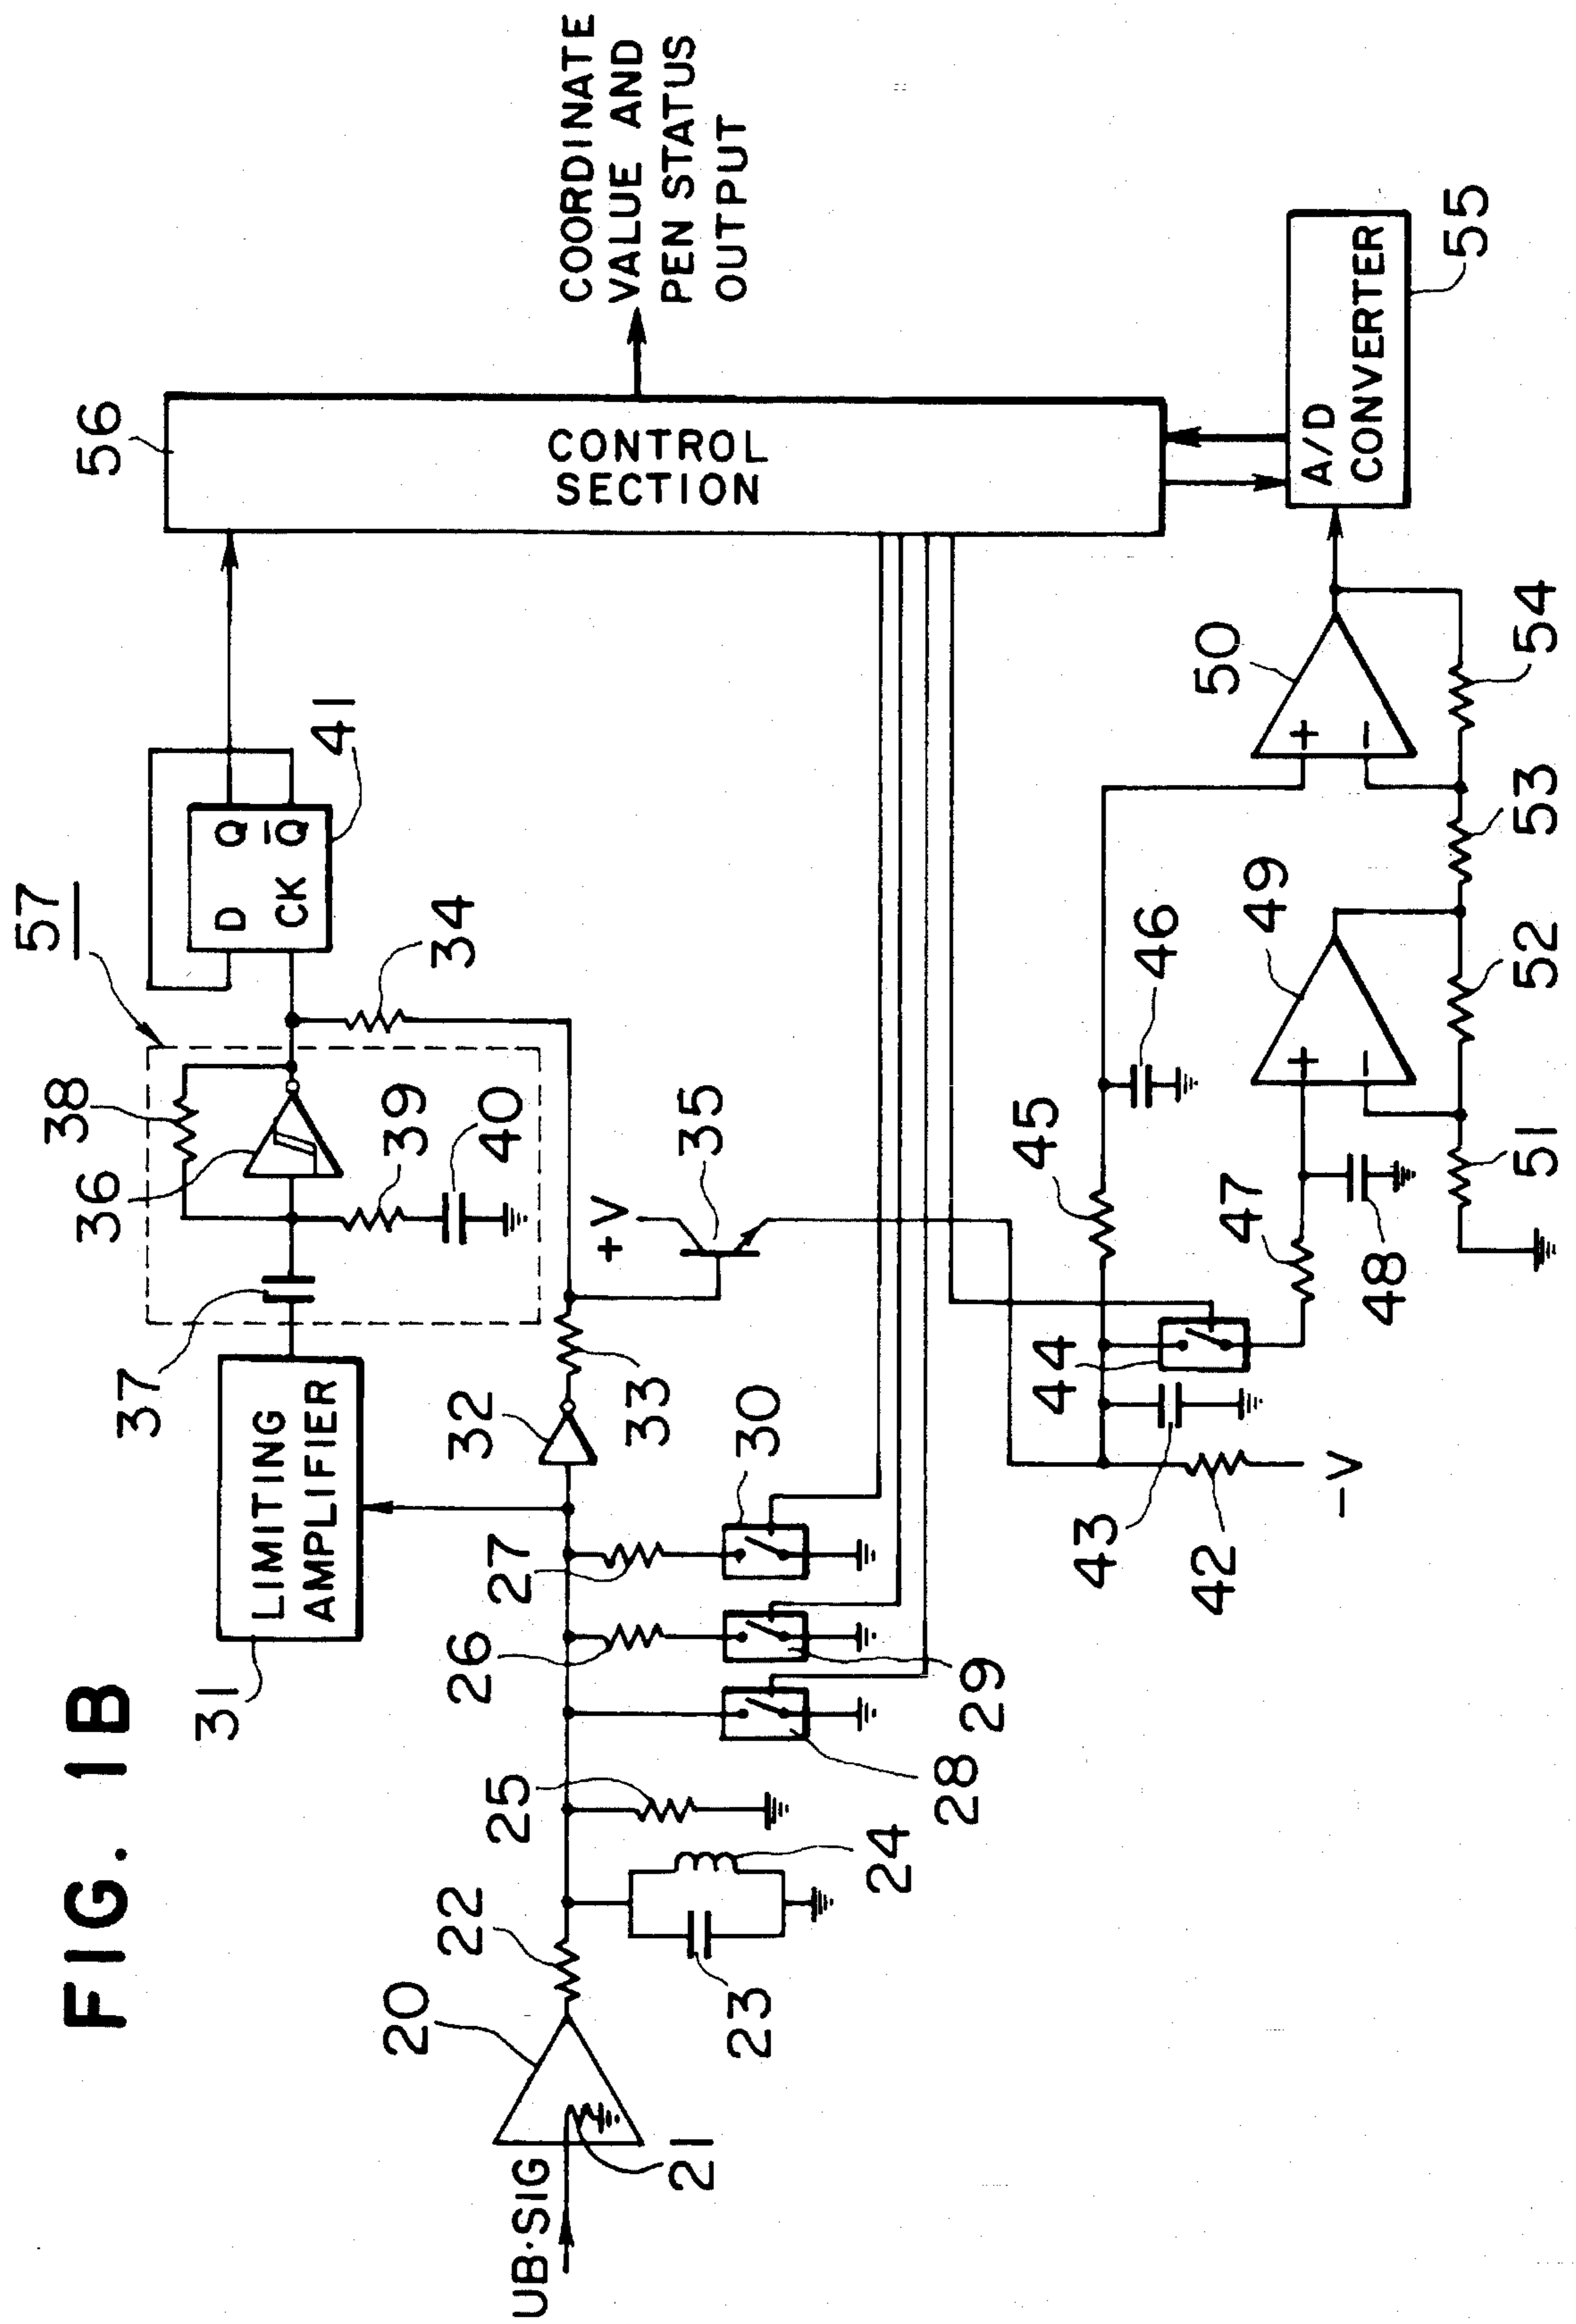 FIG. 1B
UB·SIG
20
21
22
23
24
25
26
27
28
29
30
31
LIMITING
AMPLIFIER
32
33
34
35
+V
36
37
38
39
40
57
41
D Q
CK Q̅
42
-V
43
44
45
46
47
48
49
+
−
50
+
−
51
52
53
54
A/D
CONVERTER
55
56
CONTROL
SECTION
COORDINATE
VALUE AND
PEN STATUS
OUTPUT